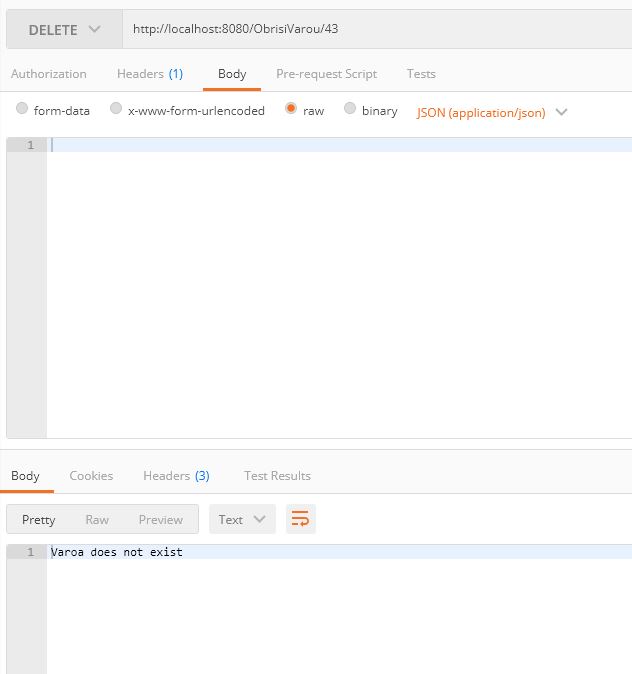 DELETE http://localhost:8080/ObrisiVarou/43
Authorization Headers (1) Body Pre-request Script Tests
form-data x-www-form-urlencoded raw binary JSON (application/json)
1
Body Cookies Headers (3) Test Results
Pretty Raw Preview Text
1 Varoa does not exist